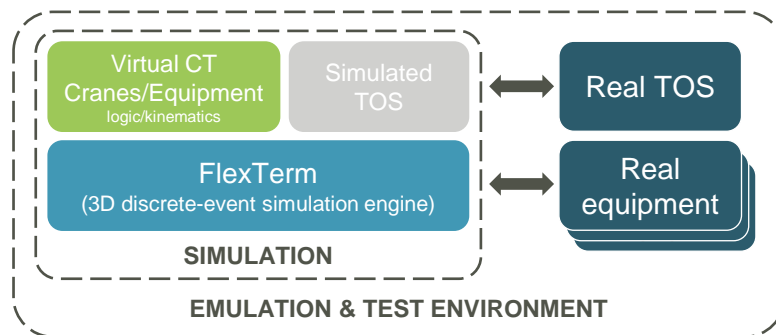 Virtual CT
Cranes/Equipment
logic/kinematics
Simulated
TOS
Real TOS
FlexTerm
(3D discrete-event simulation engine)
Real
equipment
SIMULATION
EMULATION & TEST ENVIRONMENT